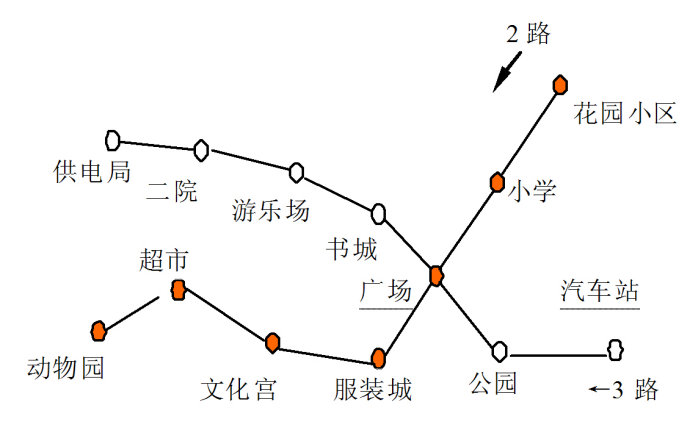 2 路
花园小区
供电局
二院
小学
游乐场
书城
超市
广场
汽车站
动物园
文化宫
服装城
公园
←3 路